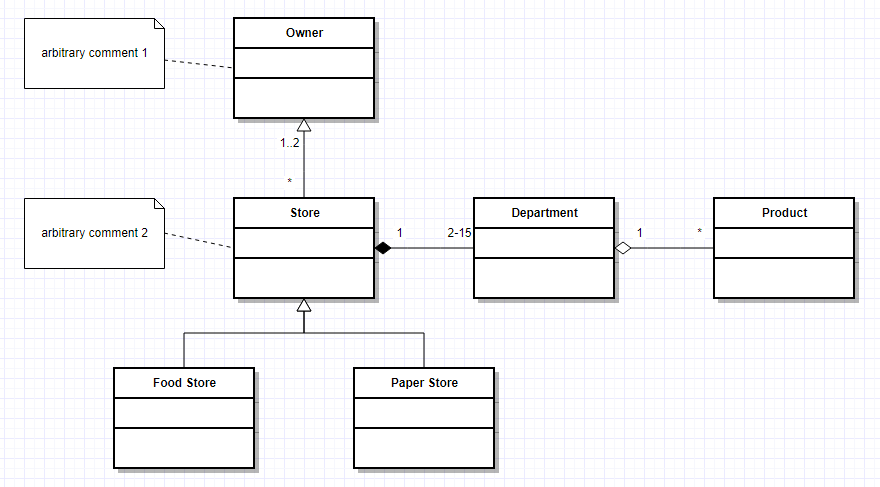 arbitrary comment 1
Owner
1..2
*
arbitrary comment 2
Store
1
2-15
Department
1
*
Product
Food Store
Paper Store